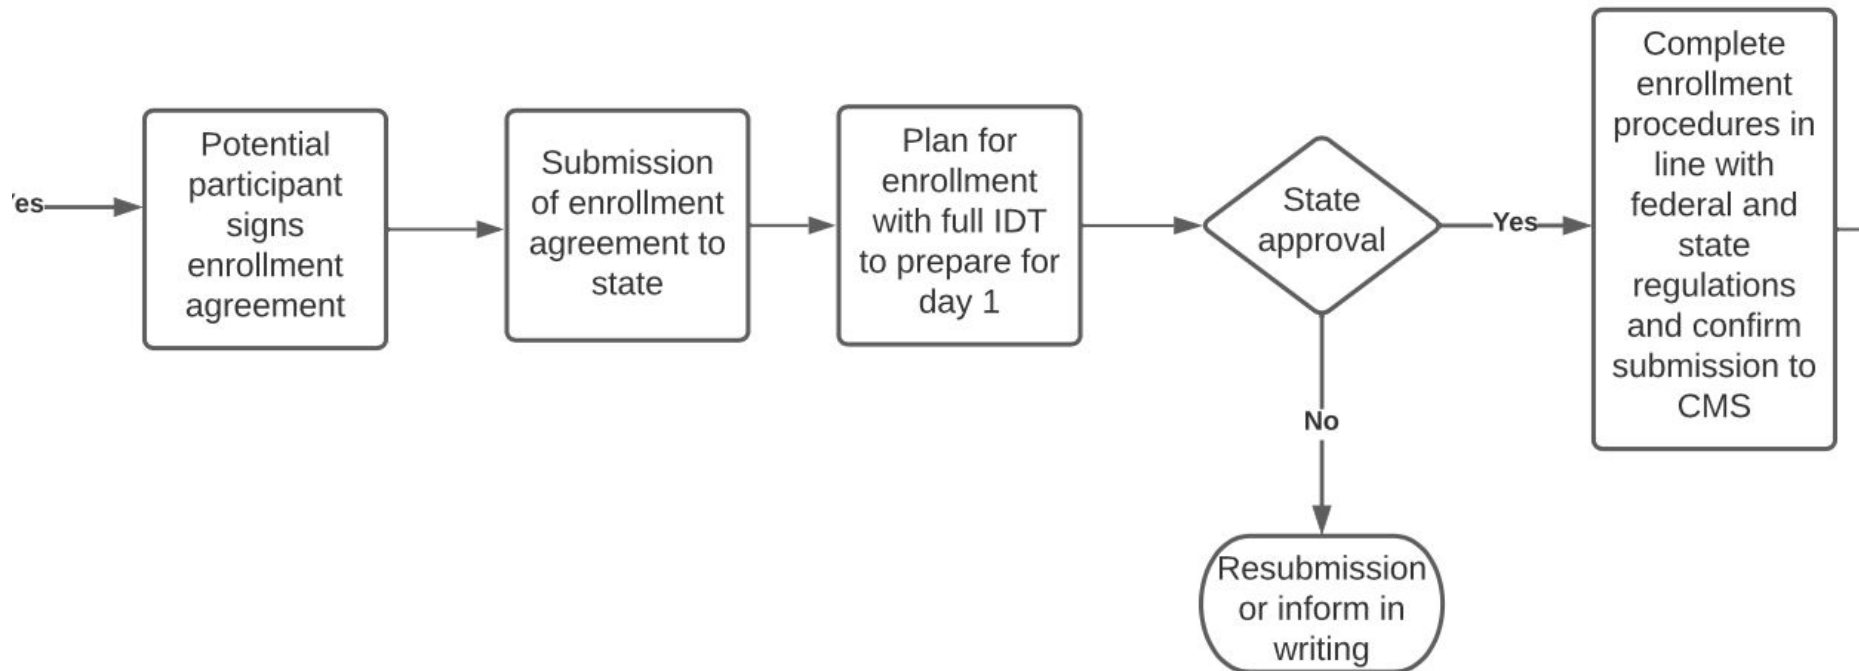 es
Potential
participant
signs
enrollment
agreement
Submission
of enrollment
agreement to
state
Plan for
enrollment
with full IDT
to prepare for
day 1
State
approval
Yes
Complete
enrollment
procedures in
line with
federal and
state
regulations
and confirm
submission to
CMS
No
Resubmission
or inform in
writing